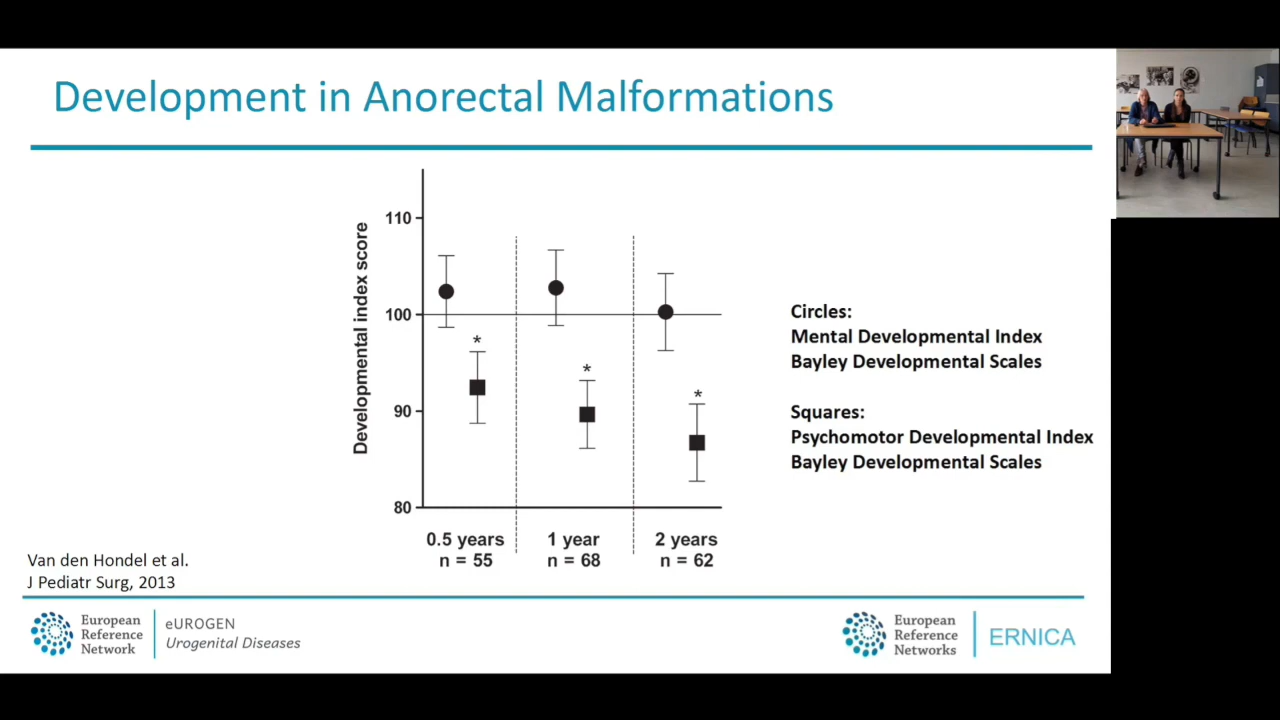 Development in Anorectal Malformations
Developmental index score
110
100
90
80
*
*
*
0.5 years
n = 55
1 year
n = 68
2 years
n = 62
Circles:
Mental Developmental Index
Bayley Developmental Scales
Squares:
Psychomotor Developmental Index
Bayley Developmental Scales
Van den Hondel et al.
J Pediatr Surg, 2013
European
Reference
Network
eUROGEN
Urogenital Diseases
European
Reference
Networks
ERNICA